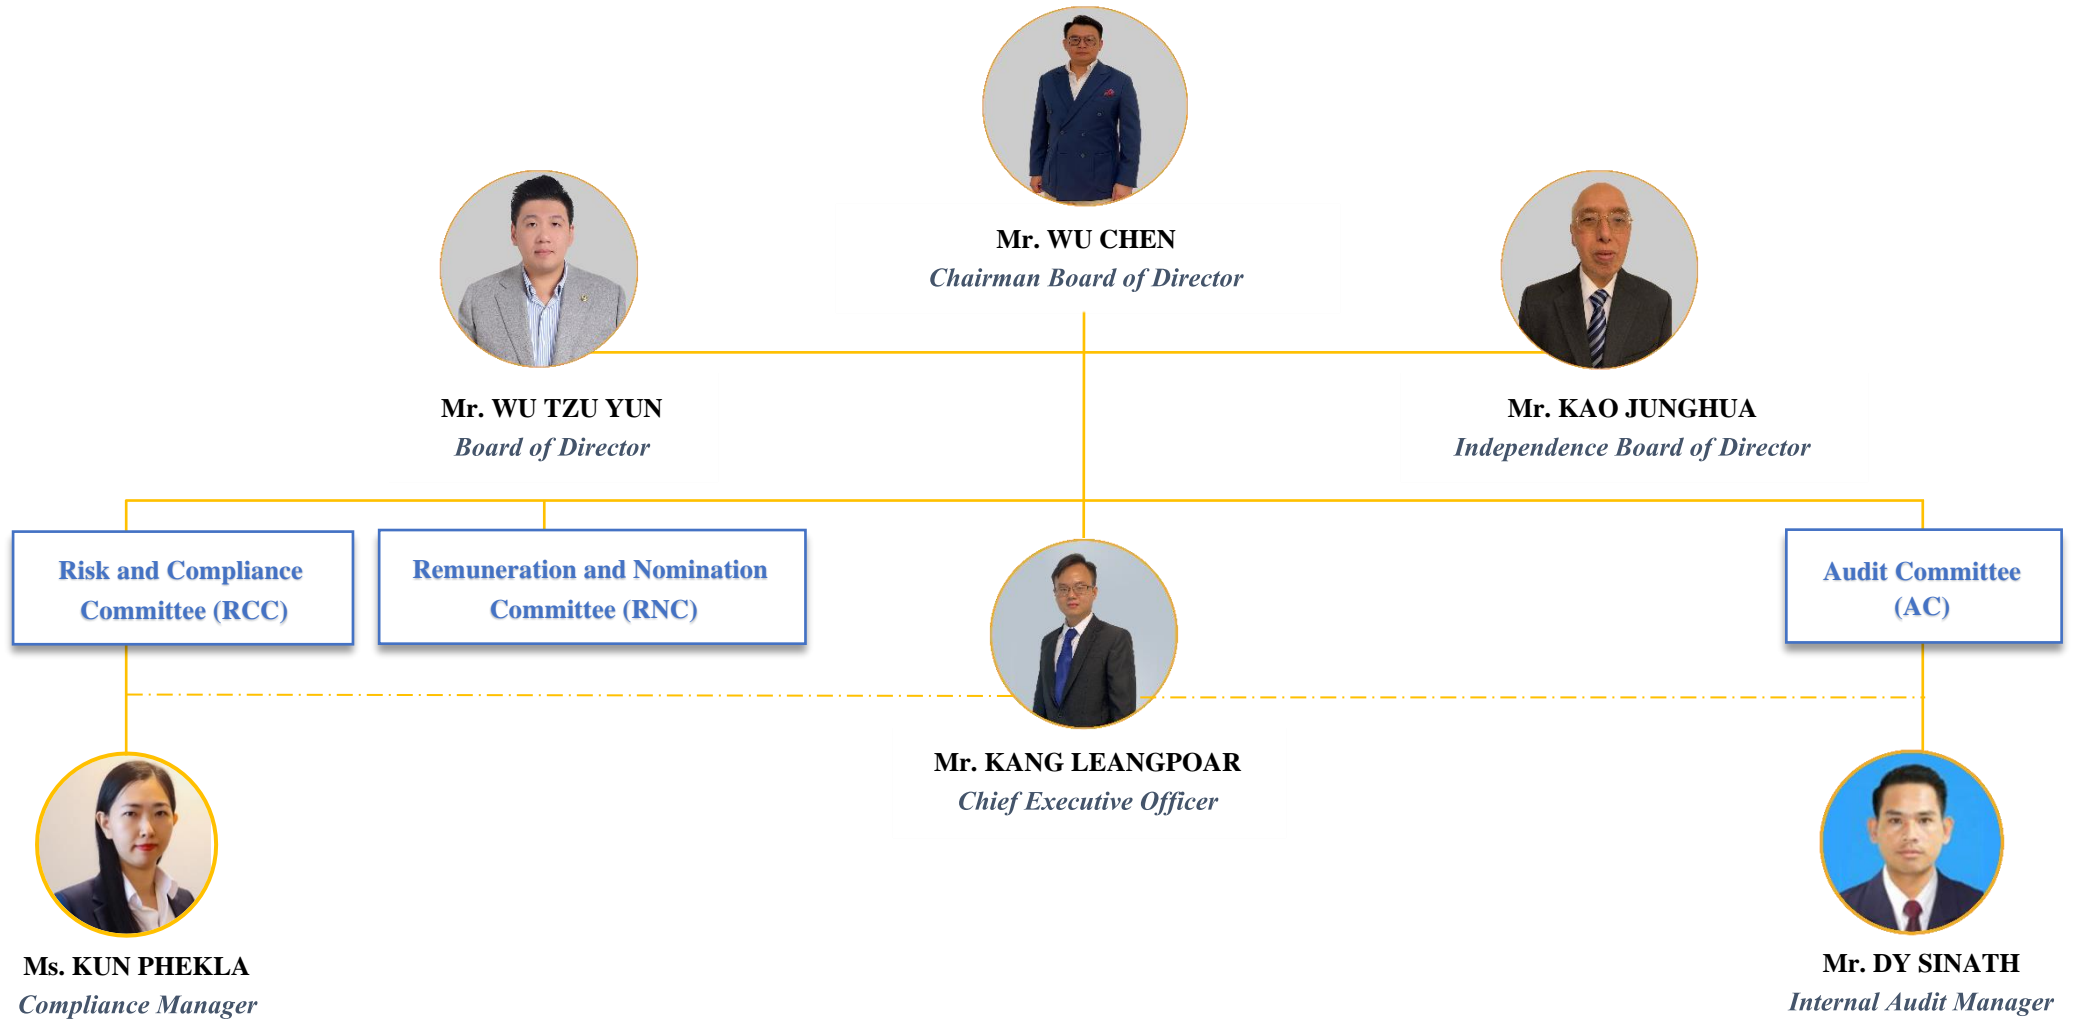 Mr. WU CHEN
Chairman Board of Director
Mr. WU TZU YUN
Board of Director
Mr. KAO JUNGHUA
Independence Board of Director
Risk and Compliance
Committee (RCC)
Remuneration and Nomination
Committee (RNC)
Audit Committee
(AC)
Mr. KANG LEANGPOAR
Chief Executive Officer
Ms. KUN PHEKLA
Compliance Manager
Mr. DY SINATH
Internal Audit Manager